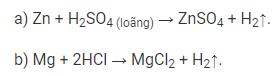 a) Zn + H₂SO₄ (loãng) → ZnSO₄ + H₂↑.
b) Mg + 2HCl → MgCl₂ + H₂↑.